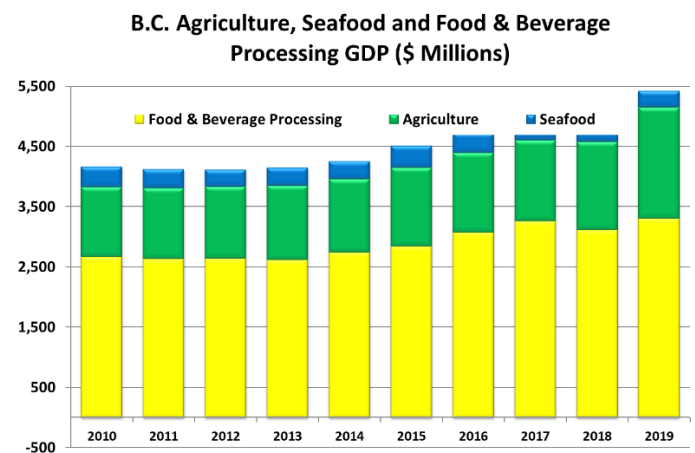 B.C. Agriculture, Seafood and Food & Beverage
Processing GDP ($ Millions)
5,500
Food & Beverage Processing Agriculture Seafood
4,500
3,500
2,500
1,500
500
-500
2010 2011 2012 2013 2014 2015 2016 2017 2018 2019